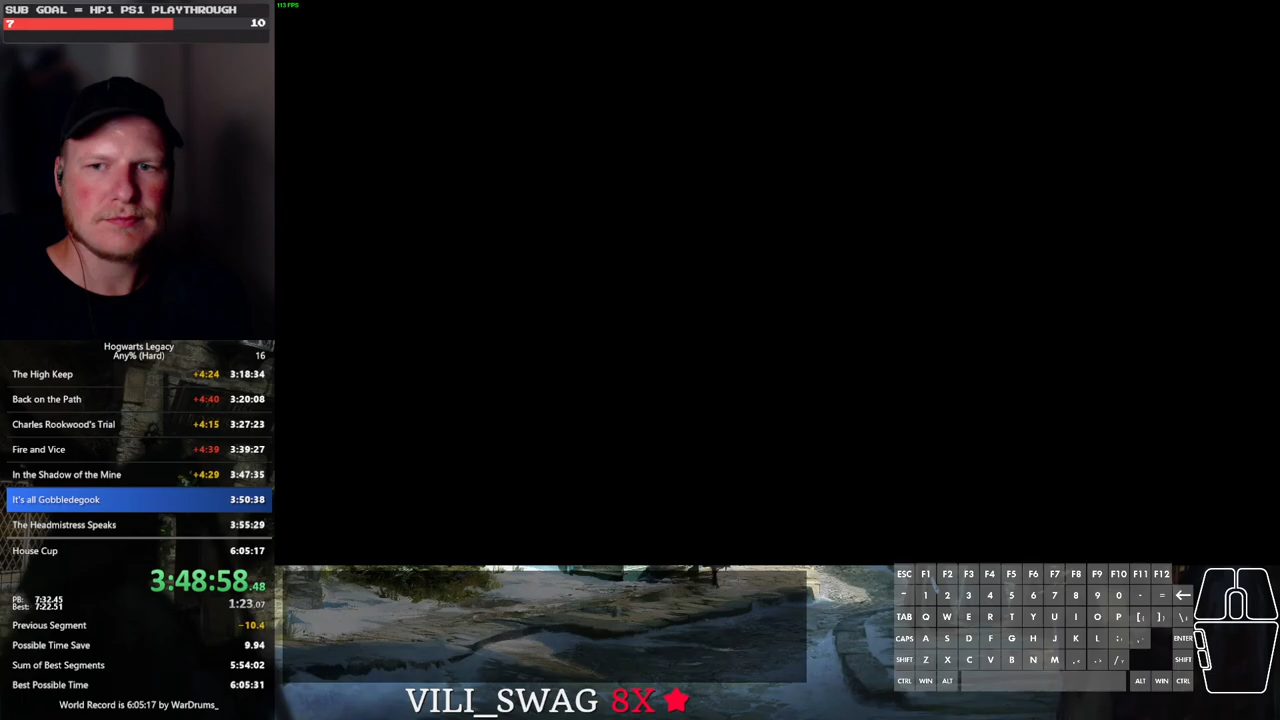 SUB GOAL = HP1 PS1 PLAYTHROUGH
7 10
113 FPS
Hogwarts Legacy
Any% (Hard) 16
The High Keep +4:24 3:18:34
Back on the Path +4:40 3:20:08
Charles Rookwood's Trial +4:15 3:27:23
Fire and Vice +4:39 3:39:27
In the Shadow of the Mine +4:29 3:47:35
It's all Gobbledegook 3:50:38
The Headmistress Speaks 3:55:29
House Cup 6:05:17
3:48:58.48
PB: 7:32.45
Best: 7:22.51
1:23.07
Previous Segment -10.4
Possible Time Save 9.94
Sum of Best Segments 5:54:02
Best Possible Time 6:05:31
World Record is 6:05:17 by WarDrums_
VILI_SWAG 8X
ESC F1 F2 F3 F4 F5 F6 F7 F8 F9 F10 F11 F12
~ 1 2 3 4 5 6 7 8 9 0 - = ←
TAB Q W E R T Y U I O P [{ ]} \|
CAPS A S D F G H J K L ;: ,. ENTER
SHIFT Z X C V B N M ,< .> /? SHIFT
CTRL WIN ALT ALT WIN CTRL